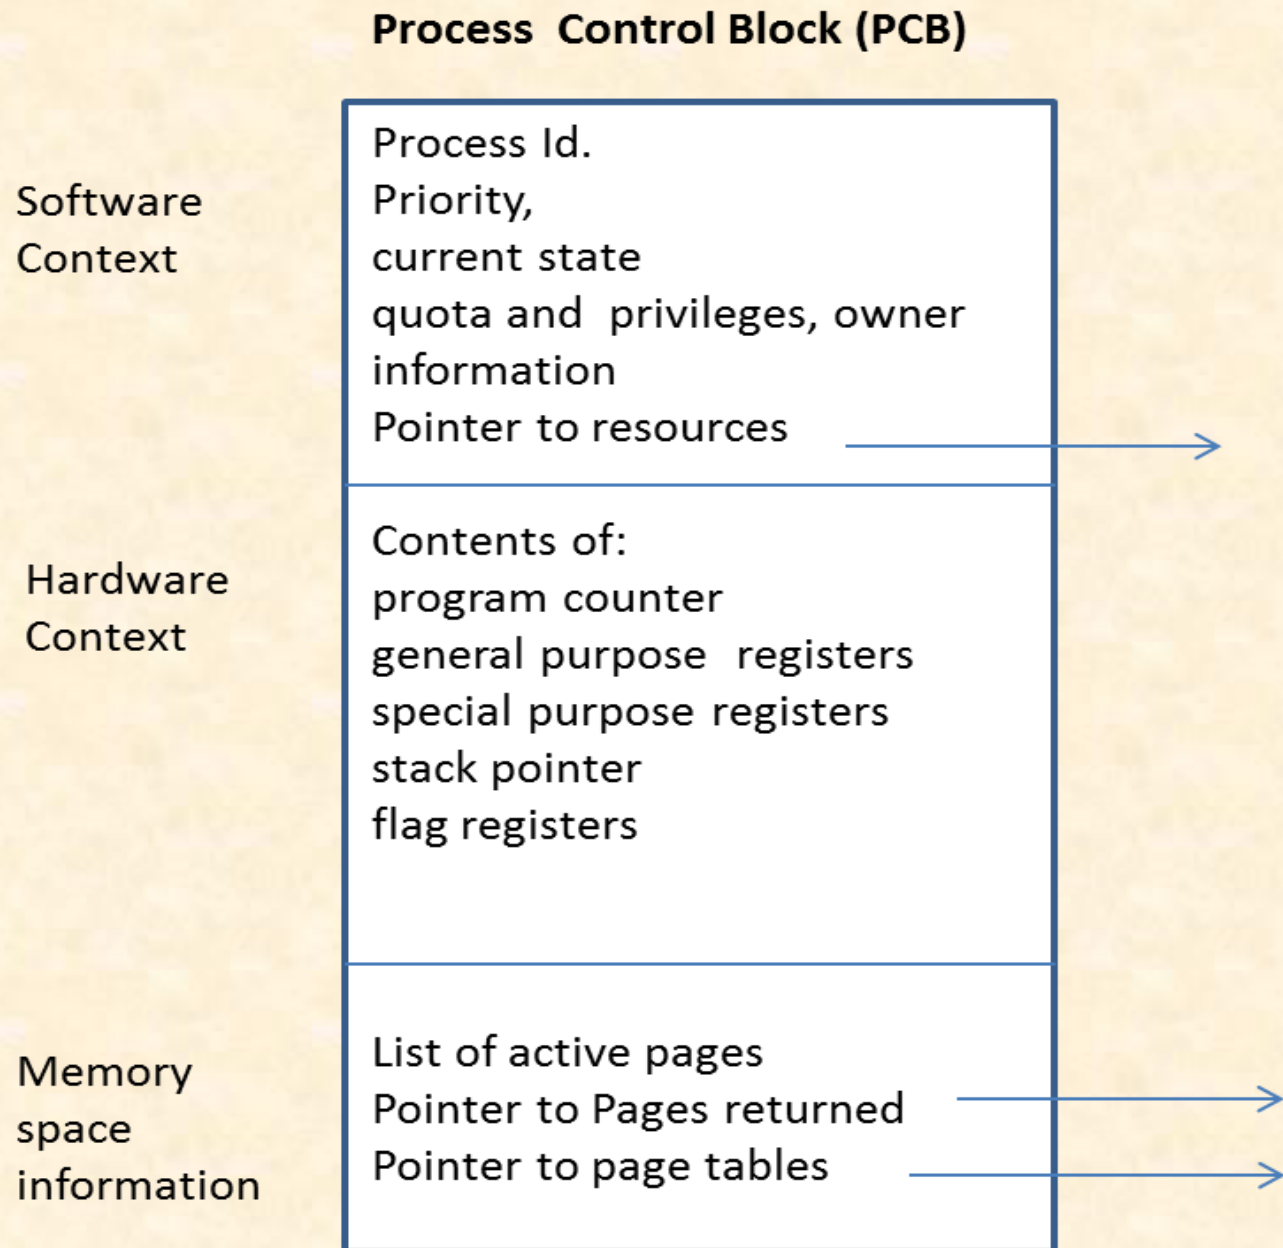 Process Control Block (PCB)
Software
Context
Process Id.
Priority,
current state
quota and privileges, owner
information
Pointer to resources
Hardware
Context
Contents of:
program counter
general purpose registers
special purpose registers
stack pointer
flag registers
Memory
space
information
List of active pages
Pointer to Pages returned
Pointer to page tables